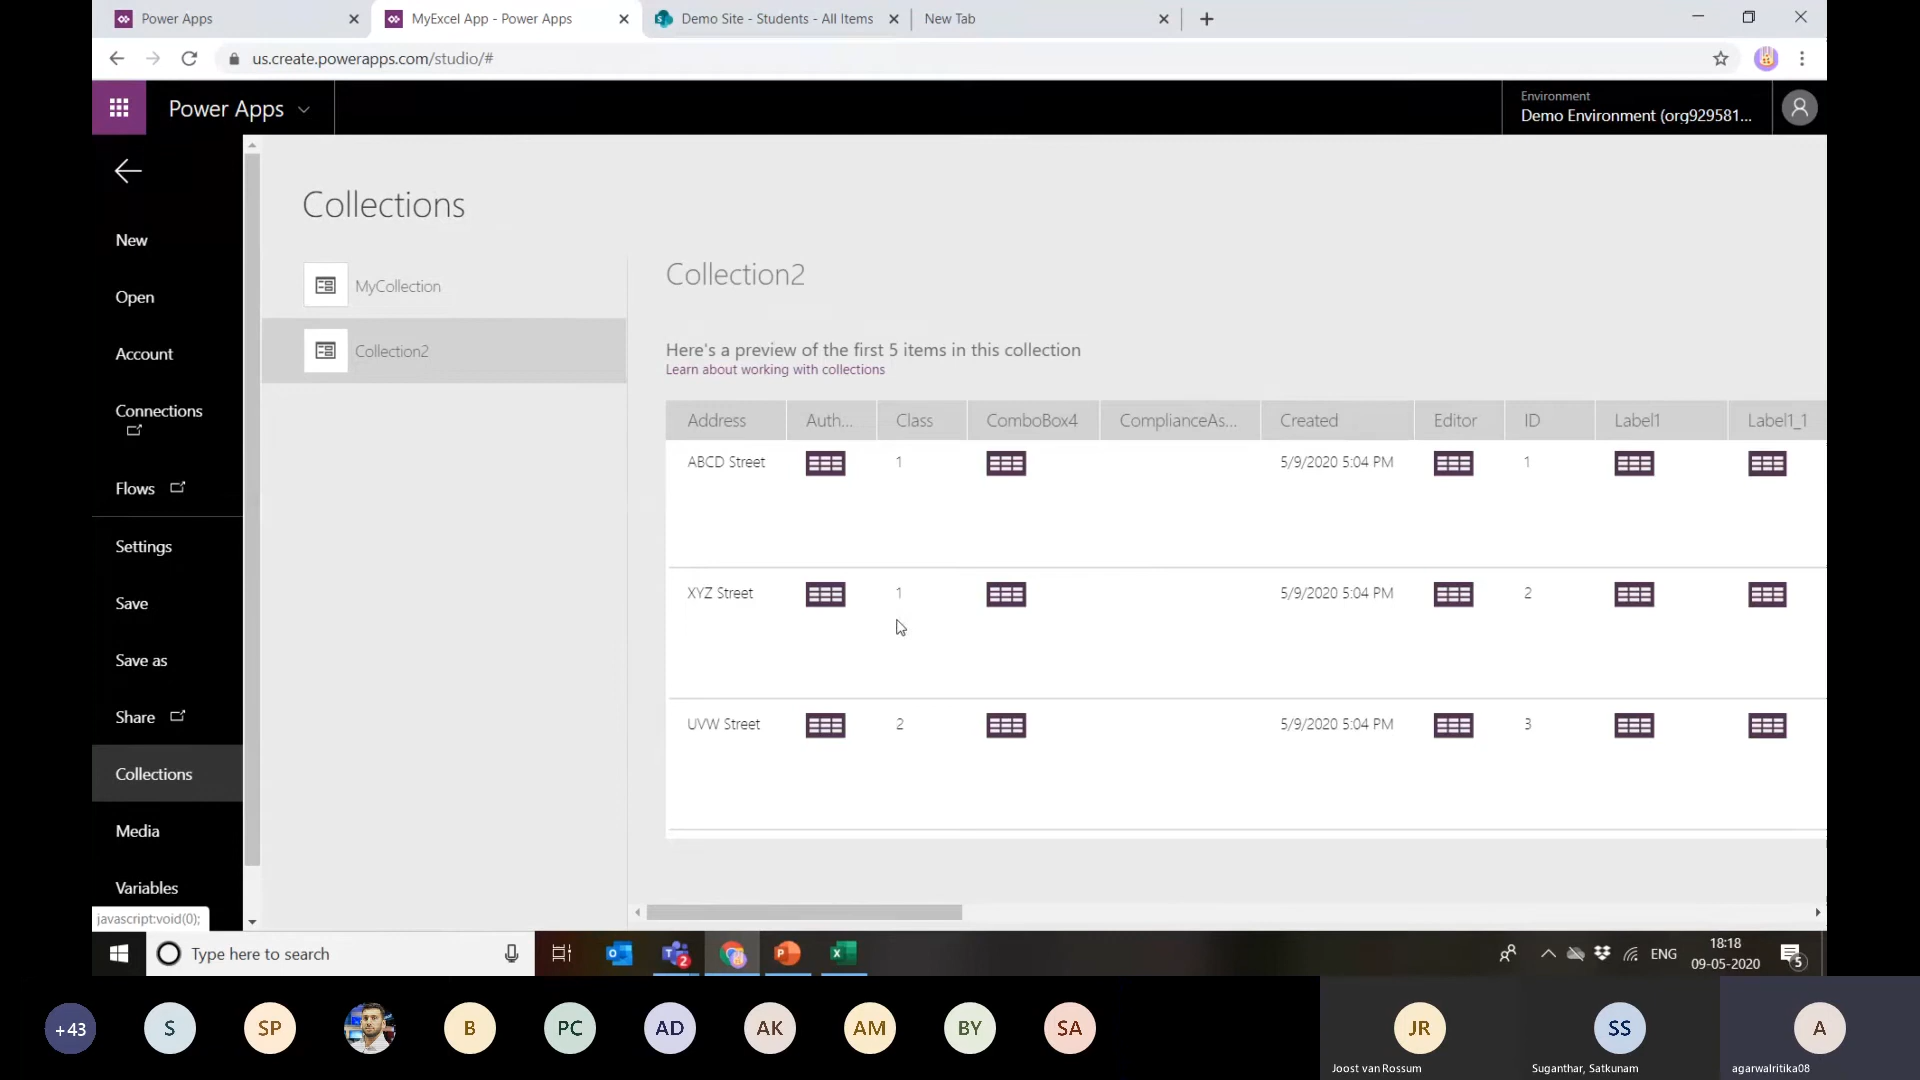 Power Apps
MyExcel App - Power Apps
Demo Site - Students - All Items
New Tab
us.create.powerapps.com/studio/#
Power Apps
Environment
Demo Environment (org929581...
New
Open
Account
Connections
Flows
Settings
Save
Save as
Share
Collections
Media
Variables
javascript:void(0);
Collections
MyCollection
Collection2
Collection2
Here's a preview of the first 5 items in this collection
Learn about working with collections
Address Auth... Class ComboBox4 ComplianceAs... Created Editor ID Label1 Label1_1
ABCD Street 1 5/9/2020 5:04 PM 1
XYZ Street 1 5/9/2020 5:04 PM 2
UVW Street 2 5/9/2020 5:04 PM 3
Type here to search
2
ENG
18:18
09-05-2020
5
+43 S SP B PC AD AK AM BY SA JR SS A
Joost van Rossum Suganthar, Satkunam agarwalritika08